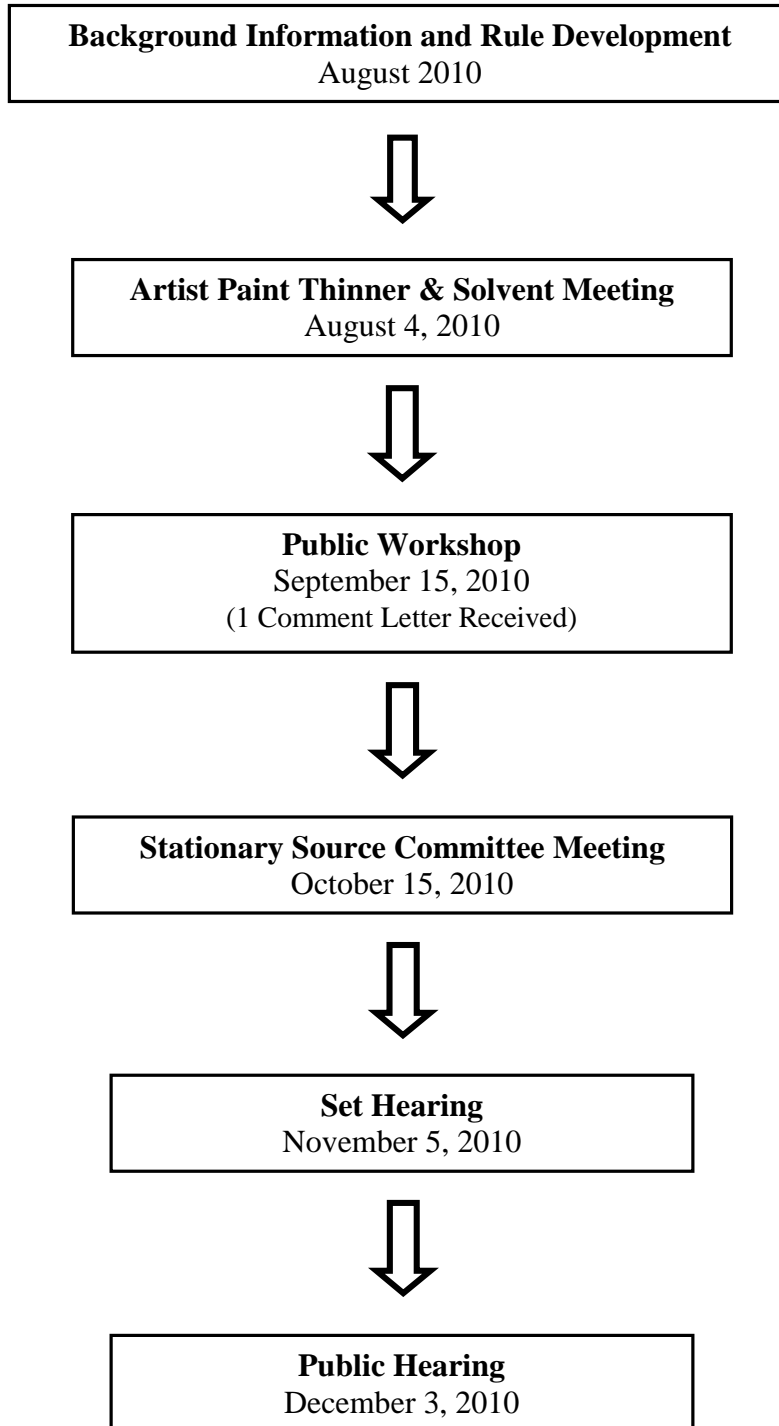 Background Information and Rule Development
August 2010
Artist Paint Thinner & Solvent Meeting
August 4, 2010
Public Workshop
September 15, 2010
(1 Comment Letter Received)
Stationary Source Committee Meeting
October 15, 2010
Set Hearing
November 5, 2010
Public Hearing
December 3, 2010